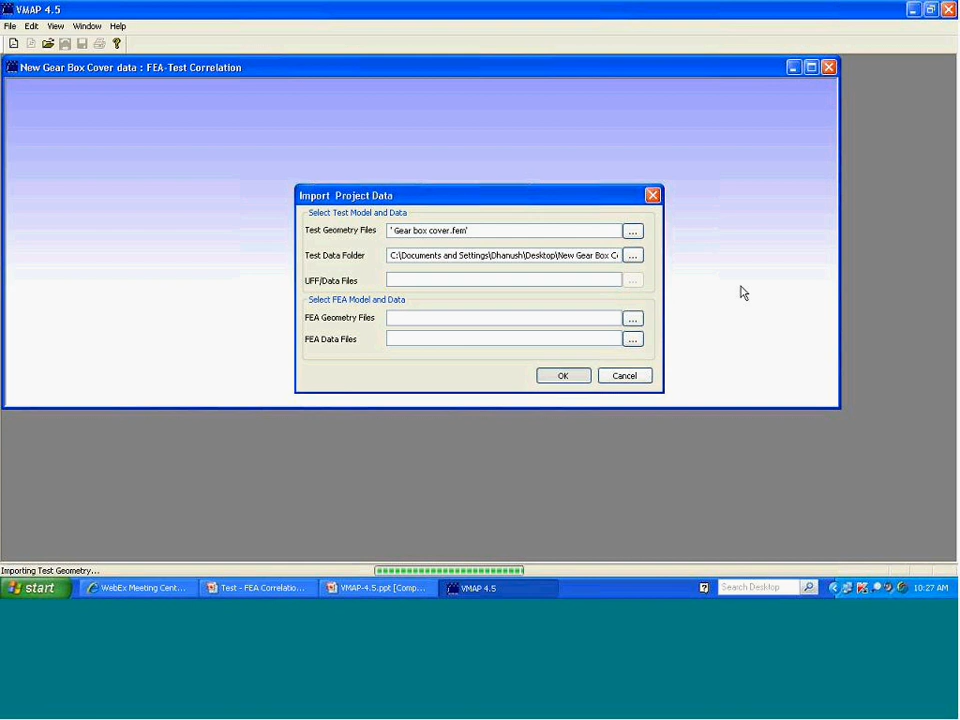 VMAP 4.5
File Edit View Window Help
New Gear Box Cover data : FEA-Test Correlation
Import Project Data
Select Test Model and Data
Test Geometry Files
' Gear box cover.fem'
...
Test Data Folder
C:\Documents and Settings\Dhanush\Desktop\New Gear Box C
...
UFF/Data Files
...
Select FEA Model and Data
FEA Geometry Files
...
FEA Data Files
...
OK Cancel
Importing Test Geometry...
start
WebEx Meeting Cent...
Test - FEA Correlatio...
VMAP-4.5.ppt [Comp...
VMAP 4.5
Search Desktop
10:27 AM